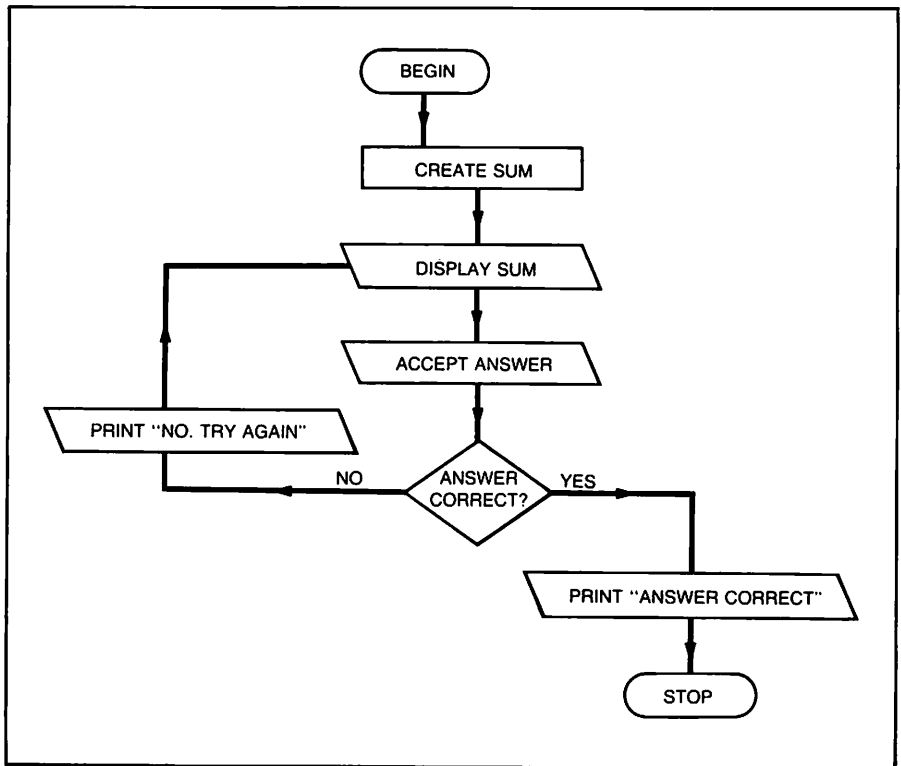 BEGIN
CREATE SUM
DISPLAY SUM
ACCEPT ANSWER
PRINT "NO. TRY AGAIN"
NO
ANSWER
CORRECT?
YES
PRINT "ANSWER CORRECT"
STOP